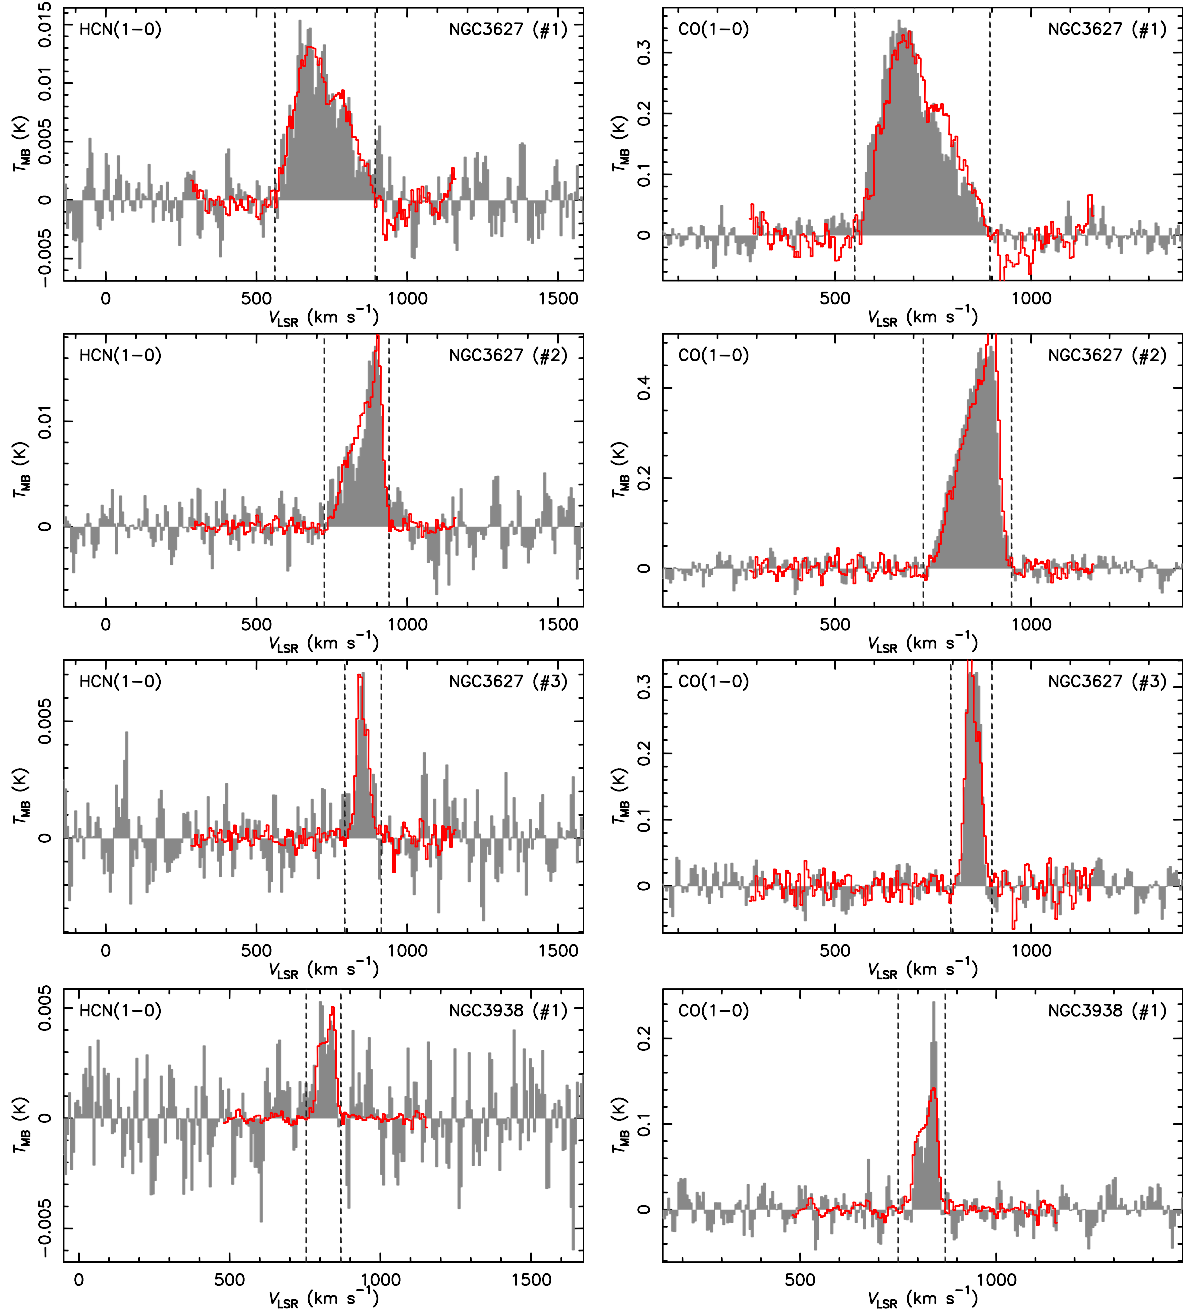 HCN(1−0) NGC3627 (#1)
CO(1−0) NGC3627 (#1)
T_MB (K)
0.015
0.01
0.005
0
−0.005
T_MB (K)
0.3
0.2
0.1
0
0 500 1000 1500
500 1000
V_LSR (km s⁻¹)
V_LSR (km s⁻¹)
HCN(1−0) NGC3627 (#2)
CO(1−0) NGC3627 (#2)
T_MB (K)
0.01
0
T_MB (K)
0.4
0.2
0
0 500 1000 1500
500 1000
V_LSR (km s⁻¹)
V_LSR (km s⁻¹)
HCN(1−0) NGC3627 (#3)
CO(1−0) NGC3627 (#3)
T_MB (K)
0.005
0
T_MB (K)
0.3
0.2
0.1
0
0 500 1000 1500
500 1000
V_LSR (km s⁻¹)
V_LSR (km s⁻¹)
HCN(1−0) NGC3938 (#1)
CO(1−0) NGC3938 (#1)
T_MB (K)
0.005
0
−0.005
T_MB (K)
0.2
0.1
0
0 500 1000 1500
500 1000
V_LSR (km s⁻¹)
V_LSR (km s⁻¹)